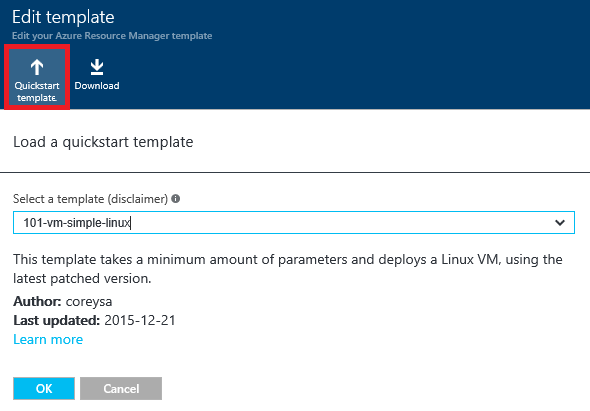 Edit template
Edit your Azure Resource Manager template
Quickstart
template
Download
Load a quickstart template
Select a template (disclaimer)
101-vm-simple-linux
This template takes a minimum amount of parameters and deploys a Linux VM, using the
latest patched version.
Author: coreysa
Last updated: 2015-12-21
Learn more
OK
Cancel